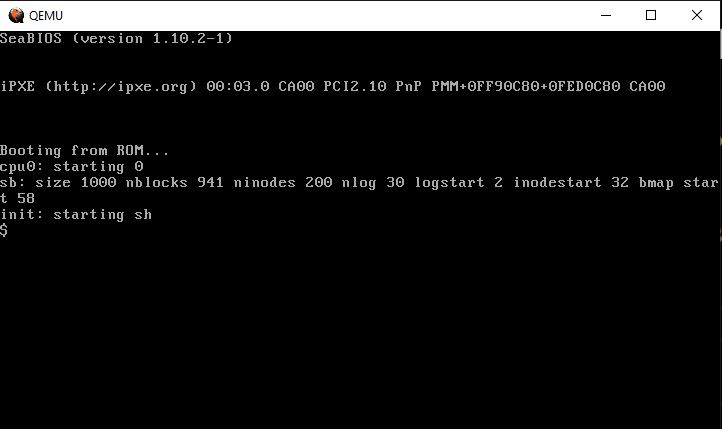 QEMU
SeaBIOS (version 1.10.2-1)
iPXE (http://ipxe.org) 00:03.0 CA00 PCI2.10 PnP PMM+0FF90C80+0FED0C80 CA00
Booting from ROM...
cpu0: starting 0
sb: size 1000 nblocks 941 ninodes 200 nlog 30 logstart 2 inodestart 32 bmap star
t 58
init: starting sh
$